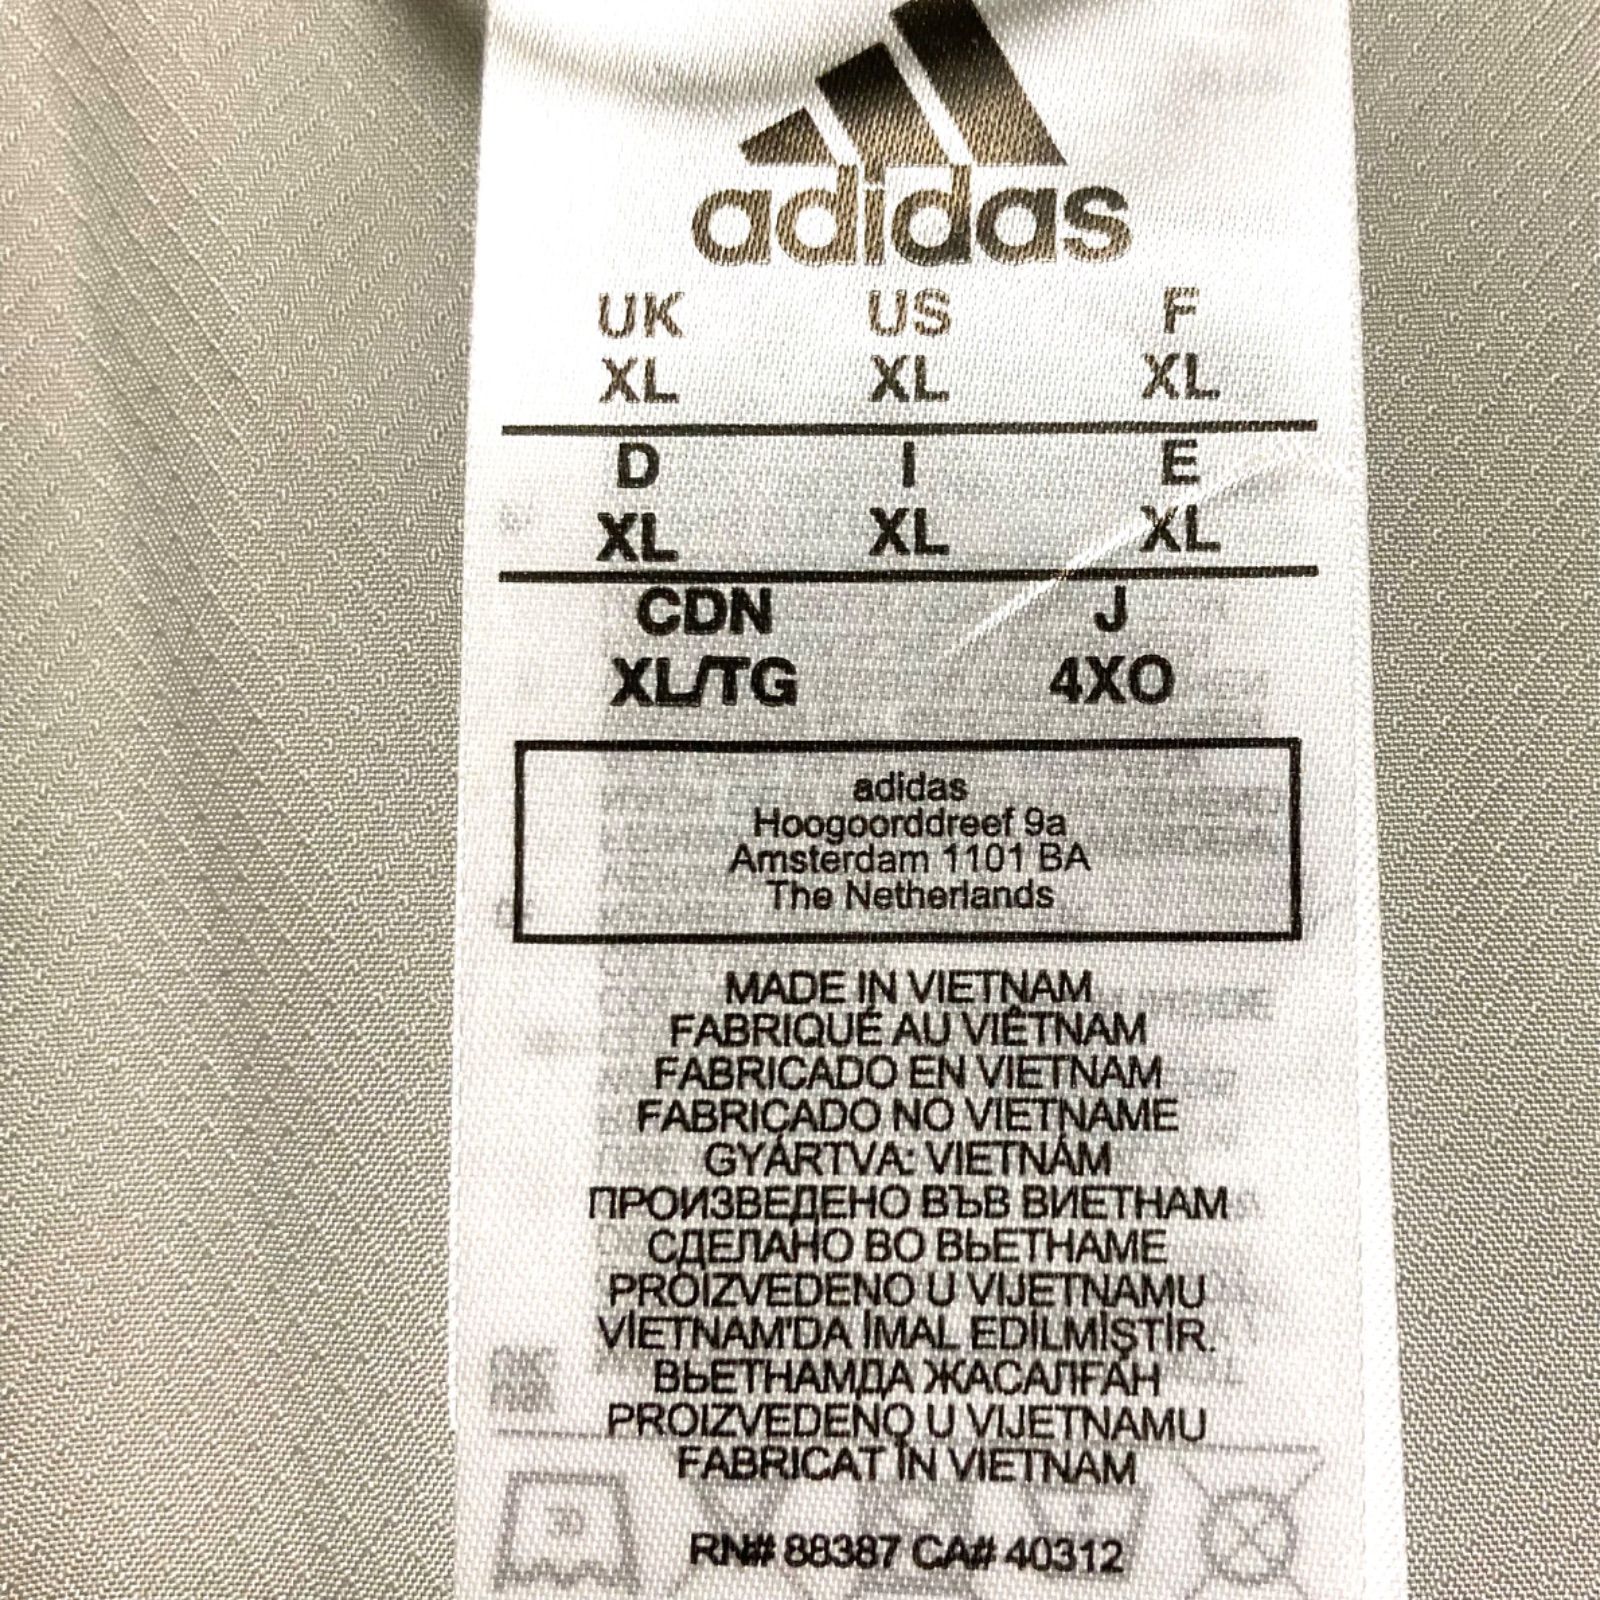 adidas
UK US F
XL XL XL
D I E
XL XL XL
CDN J
XL/TG 4XO
adidas
Hoogoorddreef 9a
Amsterdam 1101 BA
The Netherlands
MADE IN VIETNAM
FABRIQUÉ AU VIÊTNAM
FABRICADO EN VIETNAM
FABRICADO NO VIETNAME
GYÁRTVA: VIETNÁM
ПРОИЗВЕДЕНО ВЪВ ВИЕТНАМ
СДЕЛАНО ВО ВЬЕТНАМЕ
PROIZVEDENO U VIJETNAMU
VİETNAM'DA İMAL EDİLMİŞTİR.
ВЬЕТНАМДА ЖАСАЛҒАН
PROIZVEDENO U VIJETNAMU
FABRICAT ÎN VIETNAM
RN# 88387 CA# 40312